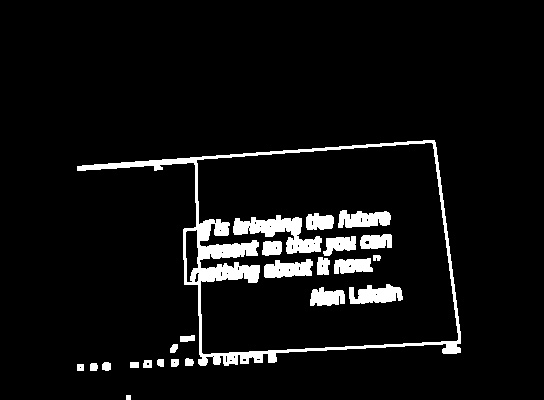 is bringing the future
present so that you can
about it now."
Alan Lakein